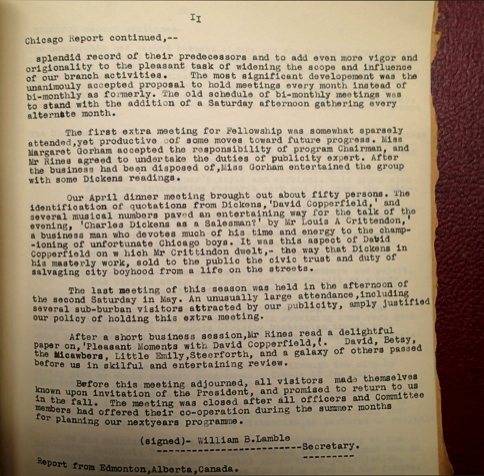 II
Chicago Report continued,--
splendid record of their predecessors and to add even more vigor and
origionality to the pleasant task of widening the scope and influence
of our branch activities. The most significant developement was the
unanimouly accepted proposal to hold meetings every month instead of
bi-monthly as formerly. The old schedule of bi-monthly meetings was
to stand with the addition of a Saturday afternoon gathering every
alternate month.
The first extra meeting for Fellowship was somewhat sparsely
attended,yet productive oof some moves toward future progress. Miss
Margaret Gorham accepted the responsibility of program Chairman, and
Mr Rines agreed to undertake the duties of publicity expert. After
the business had been disposed of,Miss Gorham entertained the group
with some Dickens readings.
Our April dinner meeting brought out about fifty persons. The
identification of quotations from Dickens,'David Copperfield,' and
several musical numbers paved an entertaining way for the talk of the
evening, 'Charles Dickens as a Salesman?' by Mr Louis A Crittendon,'
a business man who devotes much of his time and energy to the champ-
-ioning of unfortunate Chicago boys. It was this aspect of David
Copperfield on w hich Mr Crittindon dwelt,- the way that Dickens in
his masterly work, sold to the public the civic trust and duty of
salvaging city boyhood from a life on the streets.
The last meeting of this season was held in the afternoon of
the second Saturday in May. An unusually large attendance,including
several sub-urban visitors attracted by our publicity, amply justified
our policy of holding this extra meeting.
After a short business session,Mr Rines read a delightful
paper on,'Pleasant Moments with David Copperfield,'. David, Betsy,
the Micawbers, Little Emily,Steerforth, and a galaxy of others passed
before us in skilful and entertaining review.
Before this meeting adjourned, all visitors made themselves
known upon invitation of the President, and promised to return to us
in the fall. The meeting was closed after all officers and Committee
members had offered their co-operation during the summer months
for planning our nextyears programme.
(signed)- William B.Lamble
Secretary.
Report from Edmonton,Alberta,Canada.